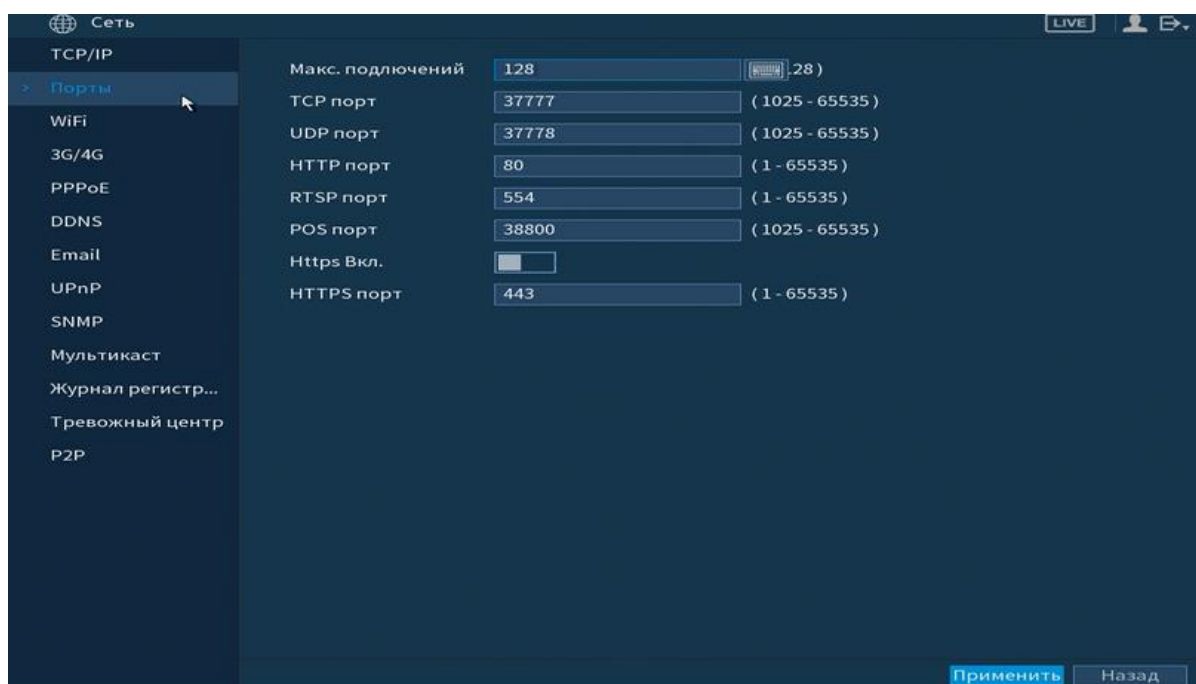 Сеть
LIVE
TCP/IP
> Порты
WiFi
3G/4G
PPPoE
DDNS
Email
UPnP
SNMP
Мультикаст
Журнал регистр...
Тревожный центр
P2P
Макс. подлючений 128 .28 )
TCP порт 37777 ( 1025 - 65535 )
UDP порт 37778 ( 1025 - 65535 )
HTTP порт 80 ( 1 - 65535 )
RTSP порт 554 ( 1 - 65535 )
POS порт 38800 ( 1025 - 65535 )
Https Вкл.
HTTPS порт 443 ( 1 - 65535 )
Применить Назад